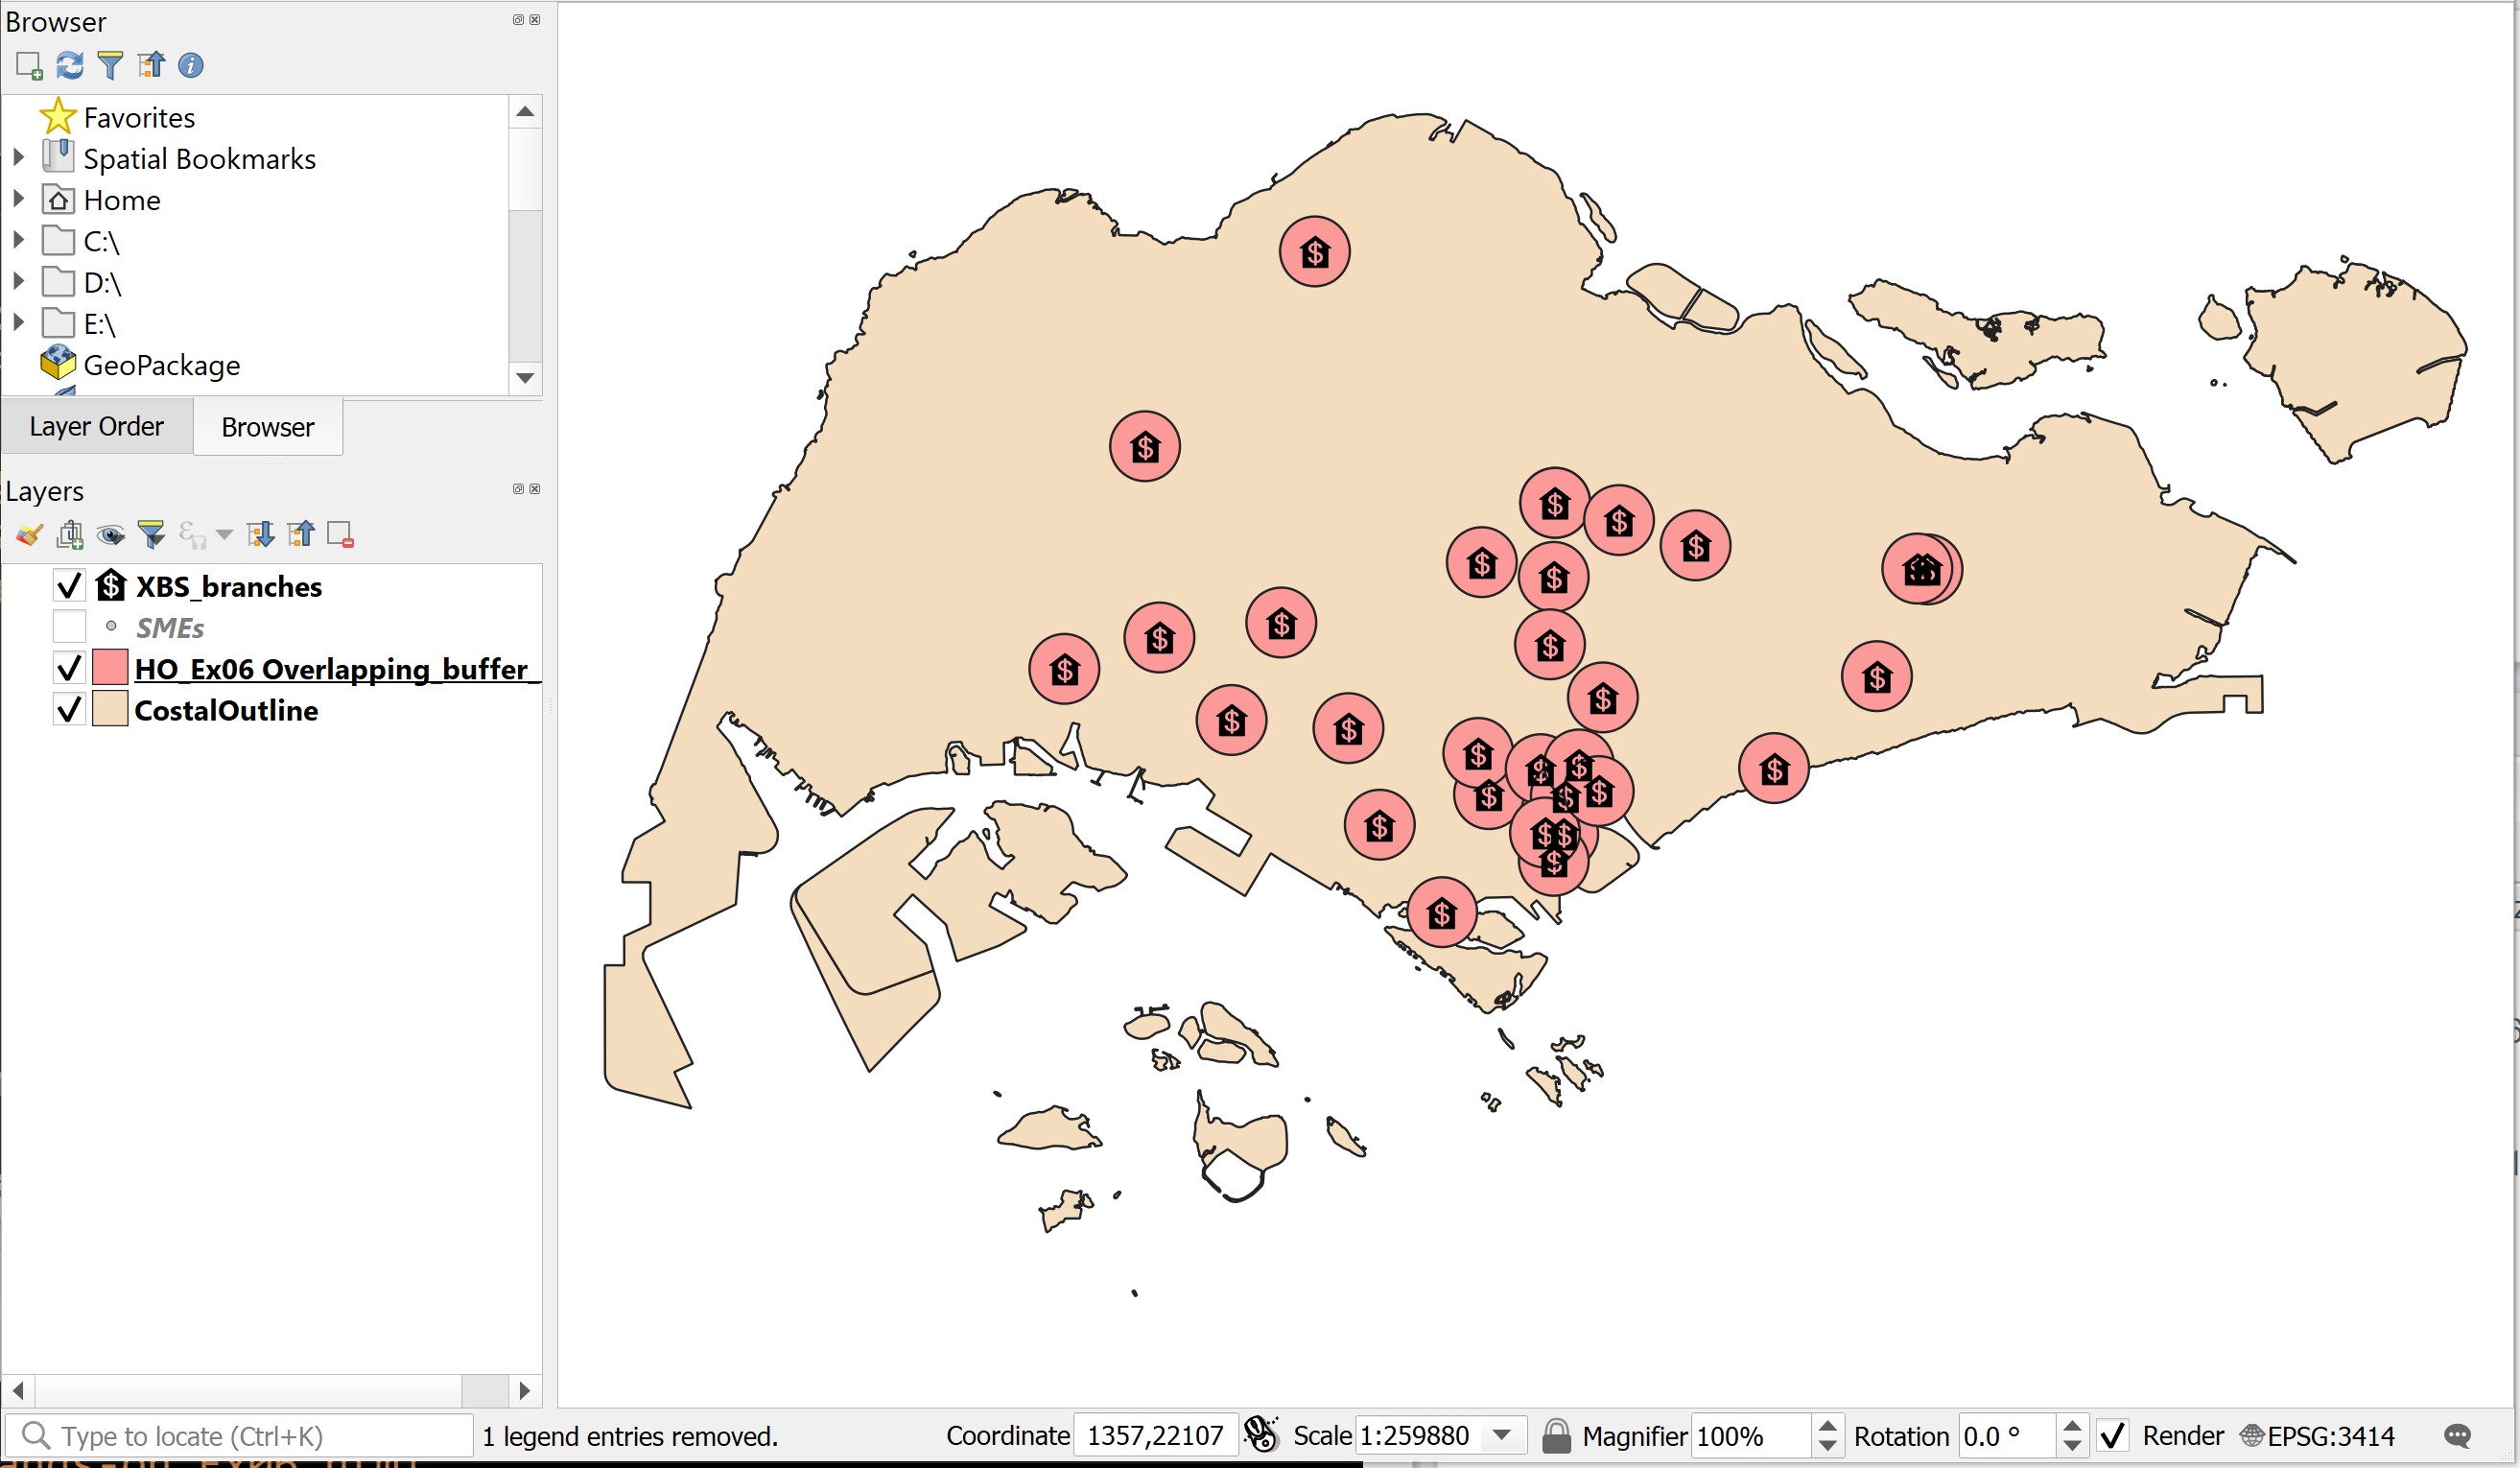 Browser
Favorites
Spatial Bookmarks
Home
C:\
D:\
E:\
GeoPackage
Layer Order
Browser
Layers
XBS_branches
SMEs
HO_Ex06 Overlapping_buffer_
CostalOutline
Type to locate (Ctrl+K)
1 legend entries removed.
Coordinate 1357,22107
Scale 1:259880
Magnifier 100%
Rotation 0.0 °
Render
EPSG:3414